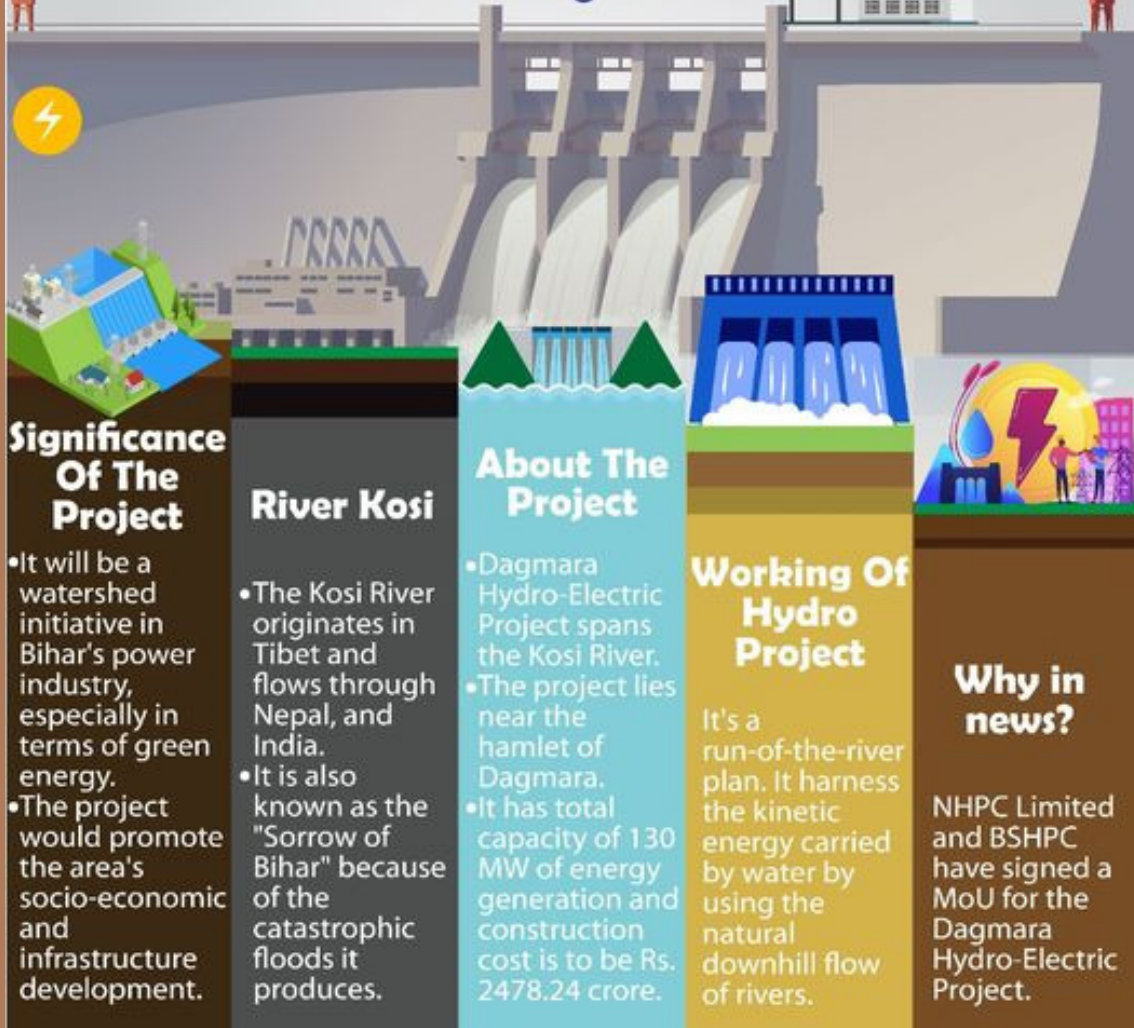 Significance
Of The
Project
•It will be a
watershed
initiative in
Bihar's power
industry,
especially in
terms of green
energy.
•The project
would promote
the area's
socio-economic
and
infrastructure
development.
River Kosi
•The Kosi River
originates in
Tibet and
flows through
Nepal, and
India.
•It is also
known as the
"Sorrow of
Bihar" because
of the
catastrophic
floods it
produces.
About The
Project
•Dagmara
Hydro-Electric
Project spans
the Kosi River.
•The project lies
near the
hamlet of
Dagmara.
•It has total
capacity of 130
MW of energy
generation and
construction
cost is to be Rs.
2478.24 crore.
Working Of
Hydro
Project
It's a
run-of-the-river
plan. It harness
the kinetic
energy carried
by water by
using the
natural
downhill flow
of rivers.
Why in
news?
NHPC Limited
and BSHPC
have signed a
MoU for the
Dagmara
Hydro-Electric
Project.